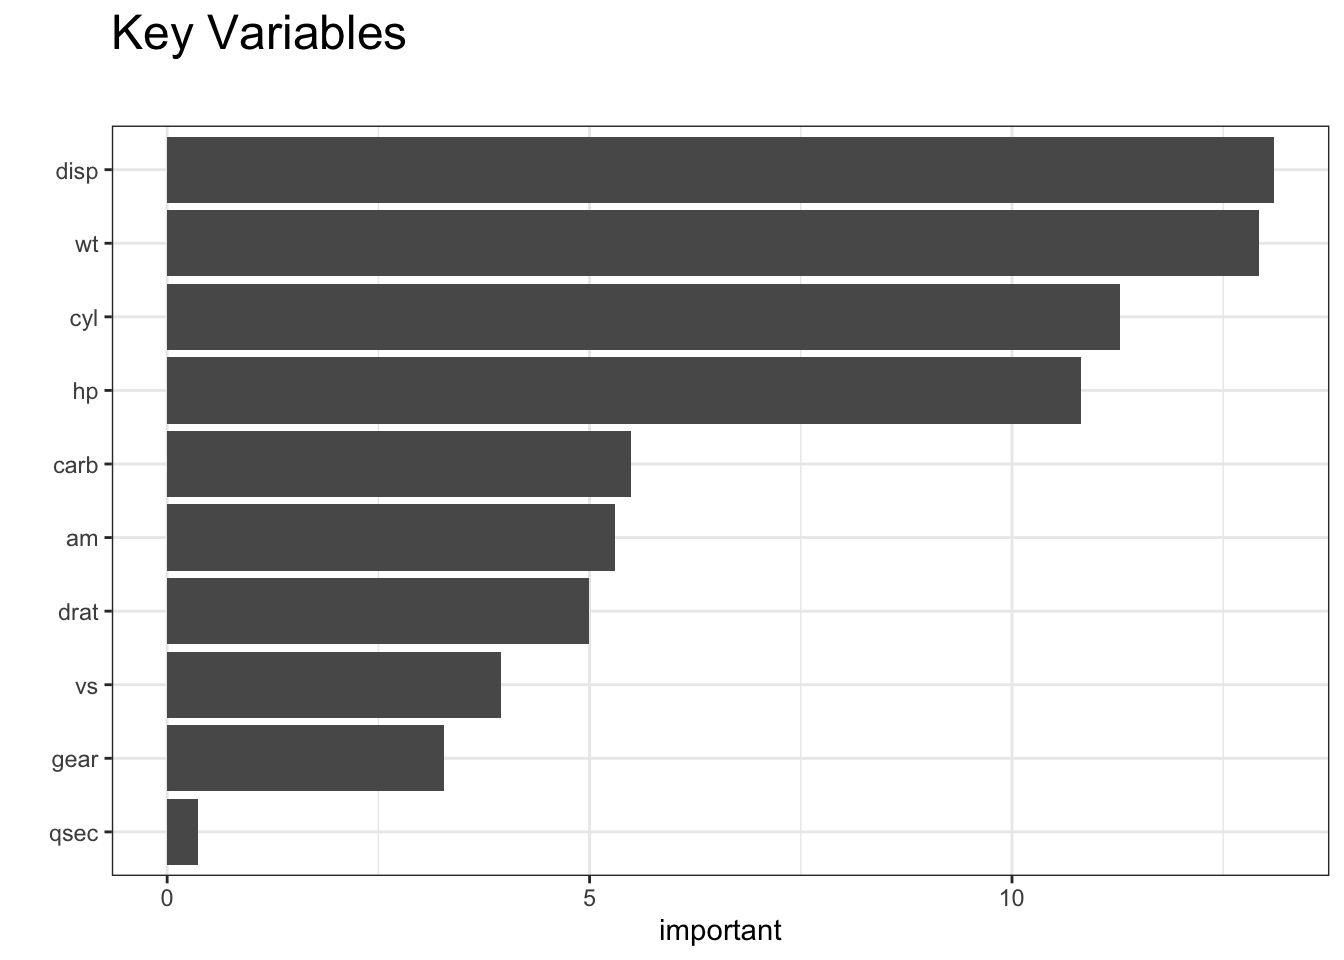 Key Variables
disp
wt
cyl
hp
carb
am
drat
vs
gear
qsec
0 5 10
important